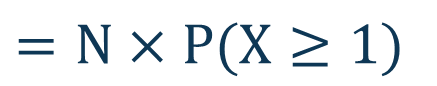 = N × P(X ≥ 1)